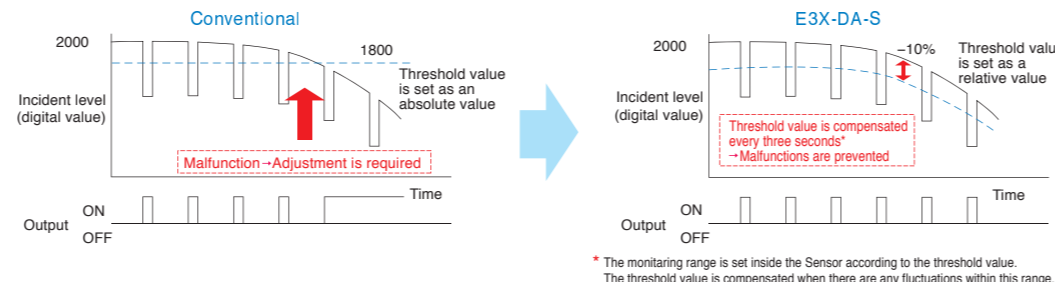 Conventional
2000
1800
Threshold value
is set as an
absolute value
Incident level
(digital value)
Malfunction→Adjustment is required
Time
Output
ON
OFF
E3X-DA-S
2000
−10%
Threshold valu
is set as a
relative value
Incident level
(digital value)
Threshold value is compensated
every three seconds*
→Malfunctions are prevented
Time
Output
ON
OFF
* The monitaring range is set inside the Sensor according to the threshold value.
The threshold value is compensated when there are any fluctuations within this range.